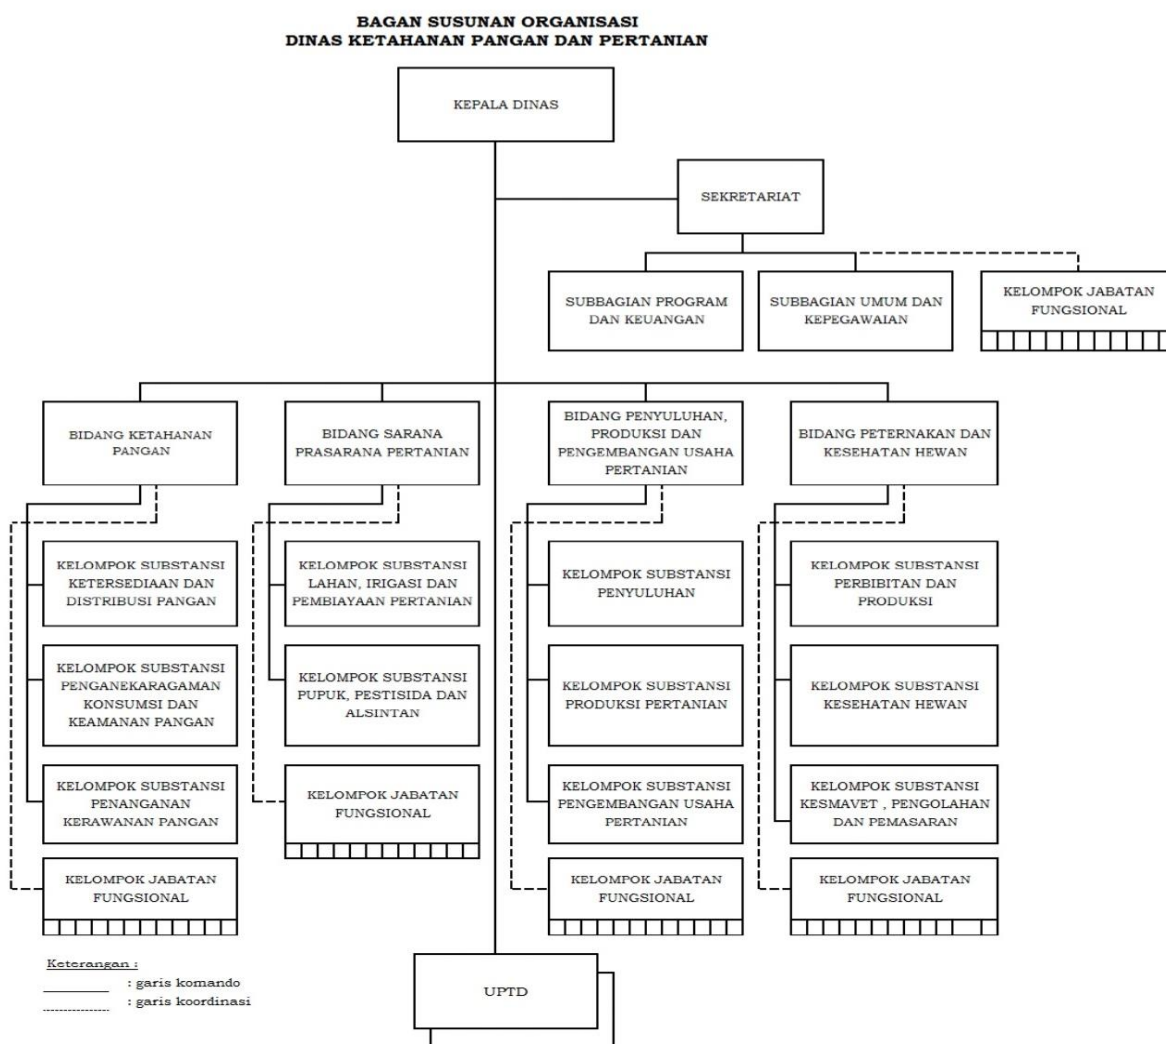 BAGAN SUSUNAN ORGANISASI
DINAS KETAHANAN PANGAN DAN PERTANIAN
KEPALA DINAS
SEKRETARIAT
SUBBAGIAN PROGRAM
DAN KEUANGAN
SUBBAGIAN UMUM DAN
KEPEGAWAIAN
KELOMPOK JABATAN
FUNGSIONAL
BIDANG KETAHANAN
PANGAN
BIDANG SARANA
PRASARANA PERTANIAN
BIDANG PENYULUHAN,
PRODUKSI DAN
PENGEMBANGAN USAHA
PERTANIAN
BIDANG PETERNAKAN DAN
KESEHATAN HEWAN
KELOMPOK SUBSTANSI
KETERSEDIAAN DAN
DISTRIBUSI PANGAN
KELOMPOK SUBSTANSI
LAHAN, IRIGASI DAN
PEMBIAYAAN PERTANIAN
KELOMPOK SUBSTANSI
PENYULUHAN
KELOMPOK SUBSTANSI
PERBIBITAN DAN
PRODUKSI
KELOMPOK SUBSTANSI
PENGANEKARAGAMAN
KONSUMSI DAN
KEAMANAN PANGAN
KELOMPOK SUBSTANSI
PUPUK, PESTISIDA DAN
ALSINTAN
KELOMPOK SUBSTANSI
PRODUKSI PERTANIAN
KELOMPOK SUBSTANSI
KESEHATAN HEWAN
KELOMPOK SUBSTANSI
PENANGANAN
KERAWANAN PANGAN
KELOMPOK JABATAN
FUNGSIONAL
KELOMPOK SUBSTANSI
PENGEMBANGAN USAHA
PERTANIAN
KELOMPOK SUBSTANSI
KESMAVET , PENGOLAHAN
DAN PEMASARAN
KELOMPOK JABATAN
FUNGSIONAL
KELOMPOK JABATAN
FUNGSIONAL
KELOMPOK JABATAN
FUNGSIONAL
Keterangan :
: garis komando
: garis koordinasi
UPTD